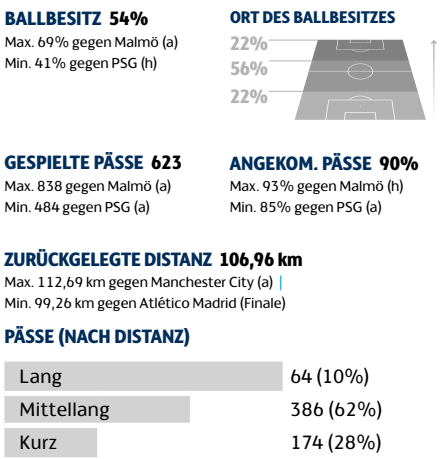 BALLBESITZ 54%
Max. 69% gegen Malmö (a)
Min. 41% gegen PSG (h)
ORT DES BALLBESITZES
22%
56%
22%
GESPIELTE PÄSSE 623
Max. 838 gegen Malmö (a)
Min. 484 gegen PSG (a)
ANGEKOM. PÄSSE 90%
Max. 93% gegen Malmö (h)
Min. 85% gegen PSG (a)
ZURÜCKGELEGTE DISTANZ 106,96 km
Max. 112,69 km gegen Manchester City (a) |
Min. 99,26 km gegen Atlético Madrid (Finale)
PÄSSE (NACH DISTANZ)
Lang 64 (10%)
Mittellang 386 (62%)
Kurz 174 (28%)